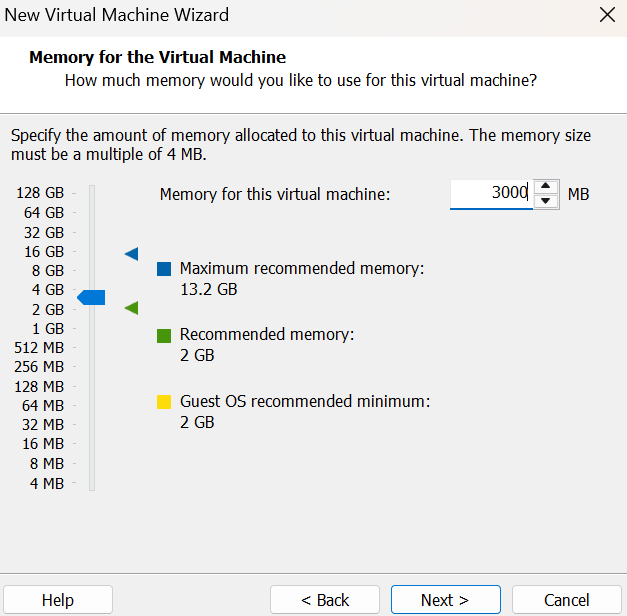 New Virtual Machine Wizard
Memory for the Virtual Machine
How much memory would you like to use for this virtual machine?
Specify the amount of memory allocated to this virtual machine. The memory size
must be a multiple of 4 MB.
128 GB
64 GB
32 GB
16 GB
8 GB
4 GB
2 GB
1 GB
512 MB
256 MB
128 MB
64 MB
32 MB
16 MB
8 MB
4 MB
Memory for this virtual machine: 3000 MB
Maximum recommended memory:
13.2 GB
Recommended memory:
2 GB
Guest OS recommended minimum:
2 GB
Help < Back Next > Cancel